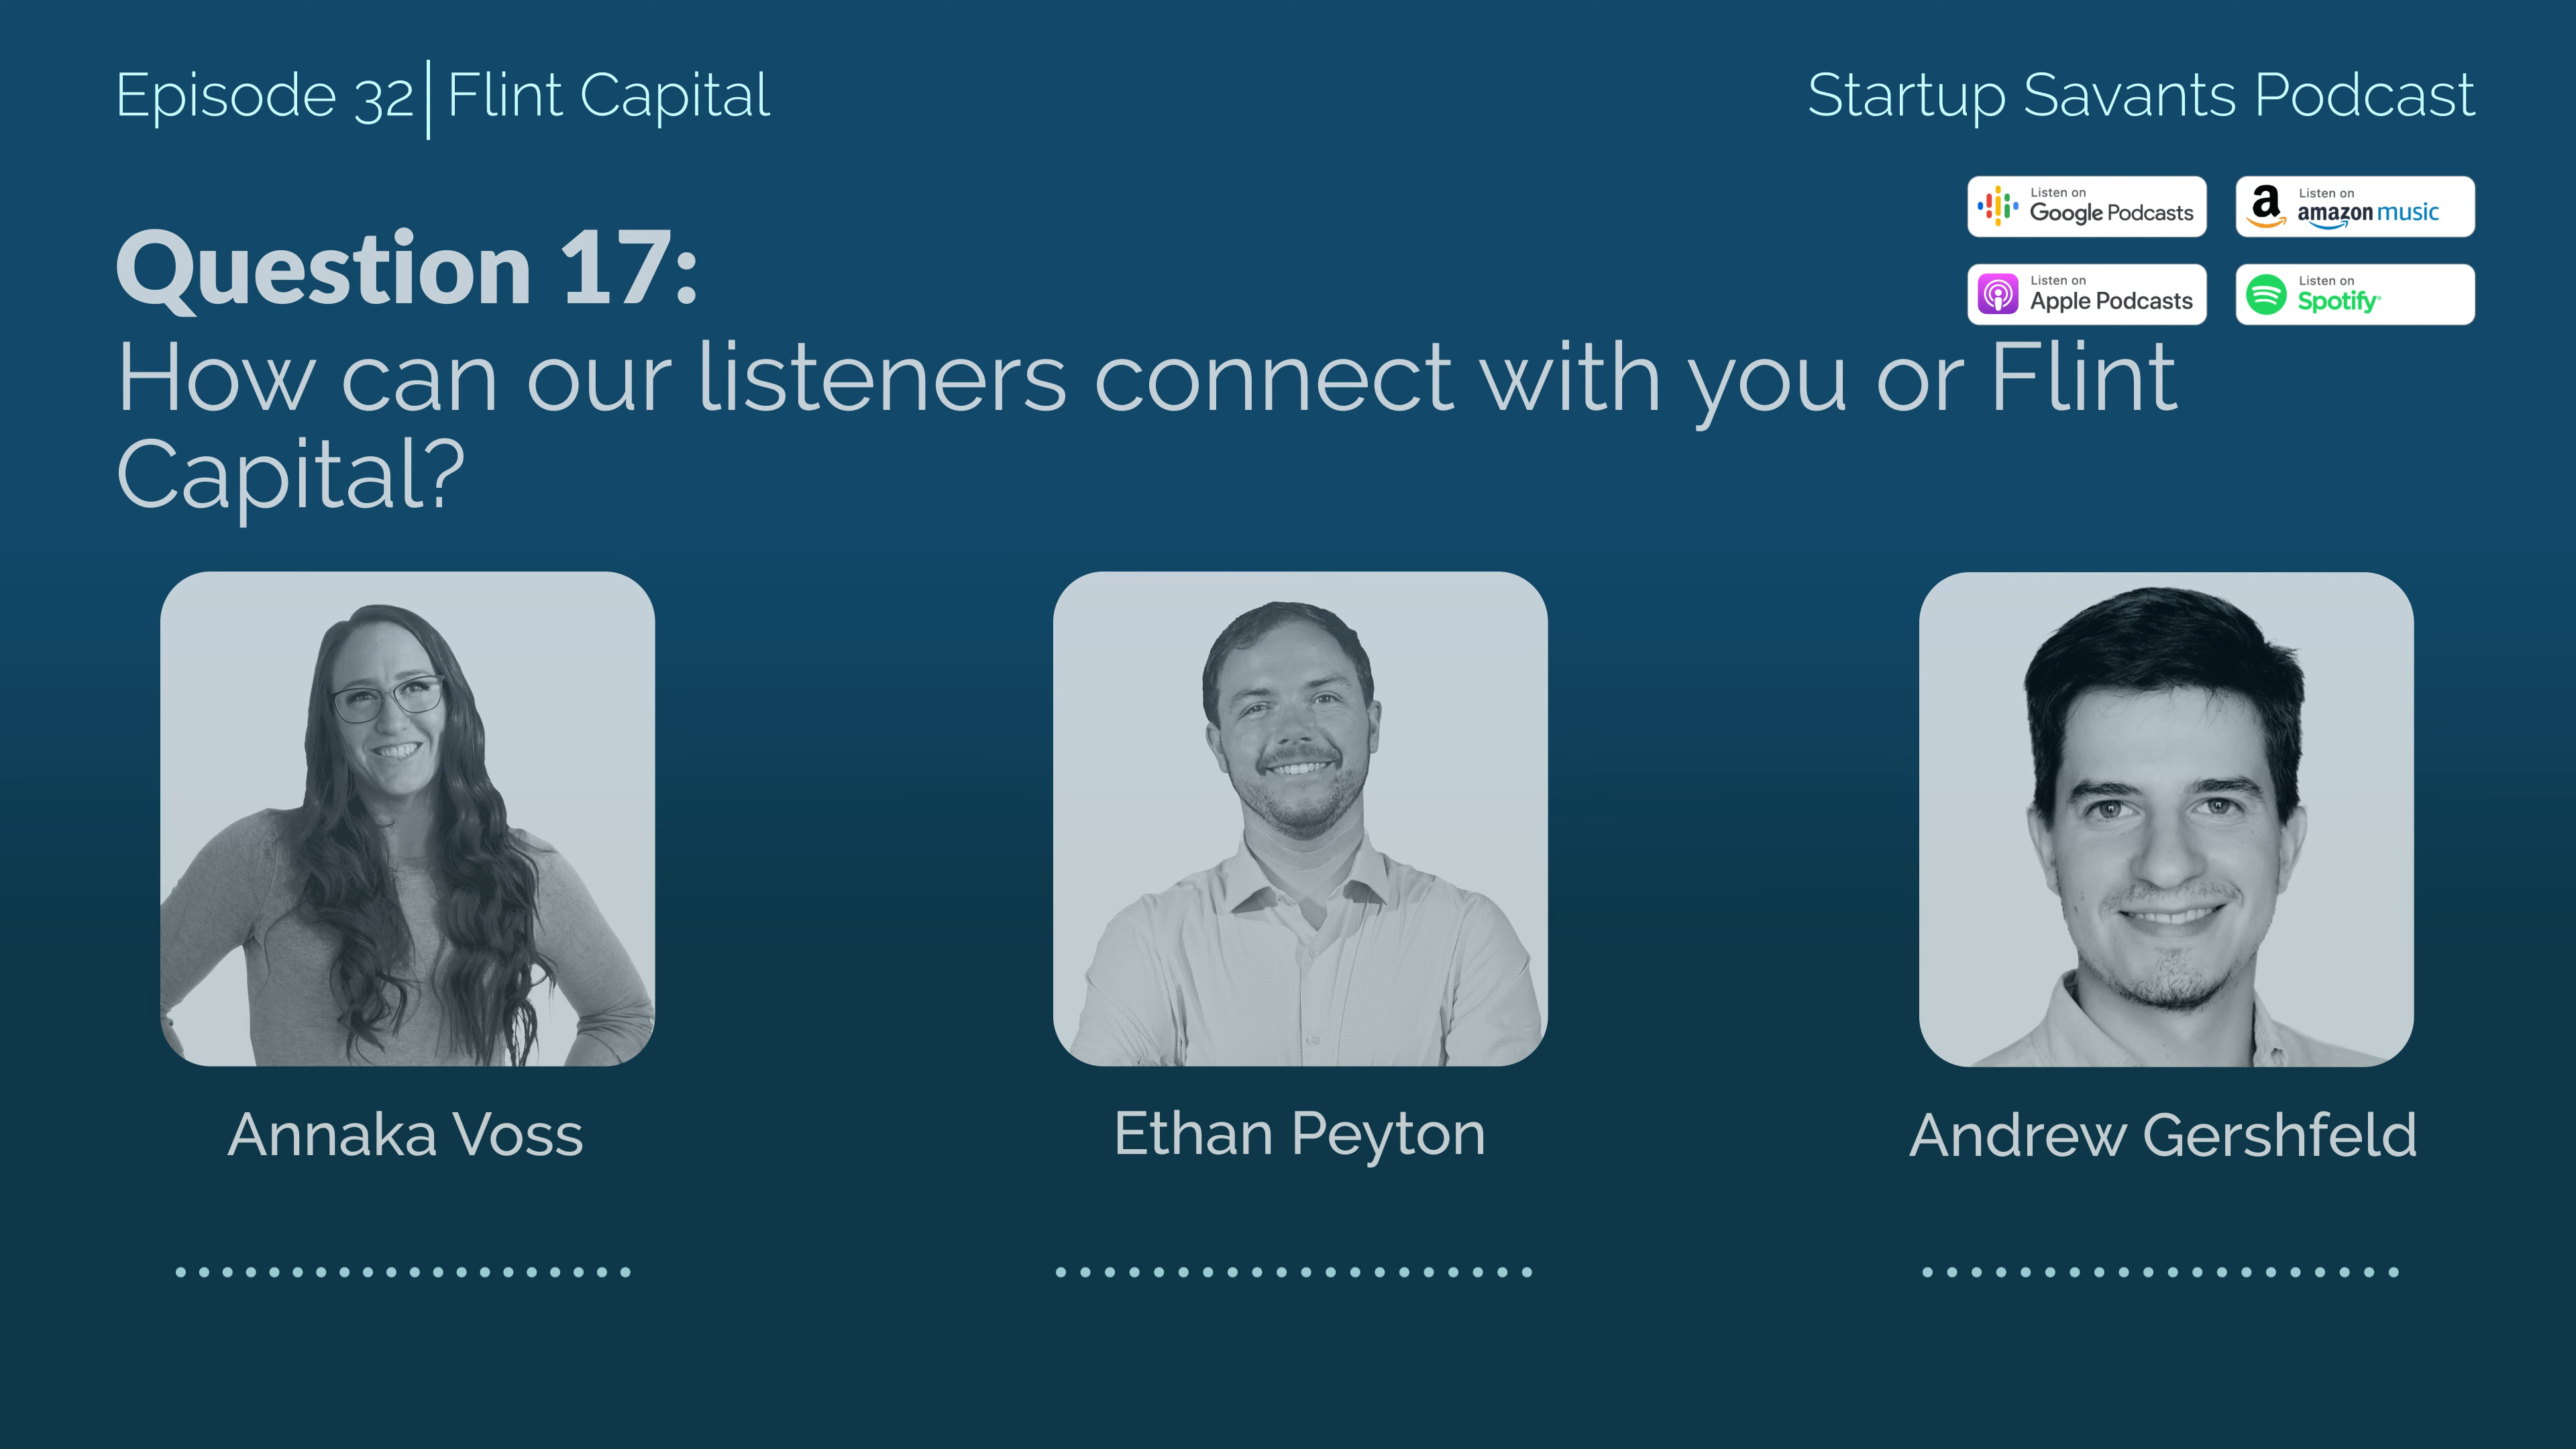 Episode 32 | Flint Capital
Startup Savants Podcast
Listen on
Google Podcasts
a
Listen on
amazon music
Listen on
Apple Podcasts
Listen on
Spotify
Question 17:
How can our listeners connect with you or Flint
Capital?
Annaka Voss
Ethan Peyton
Andrew Gershfeld